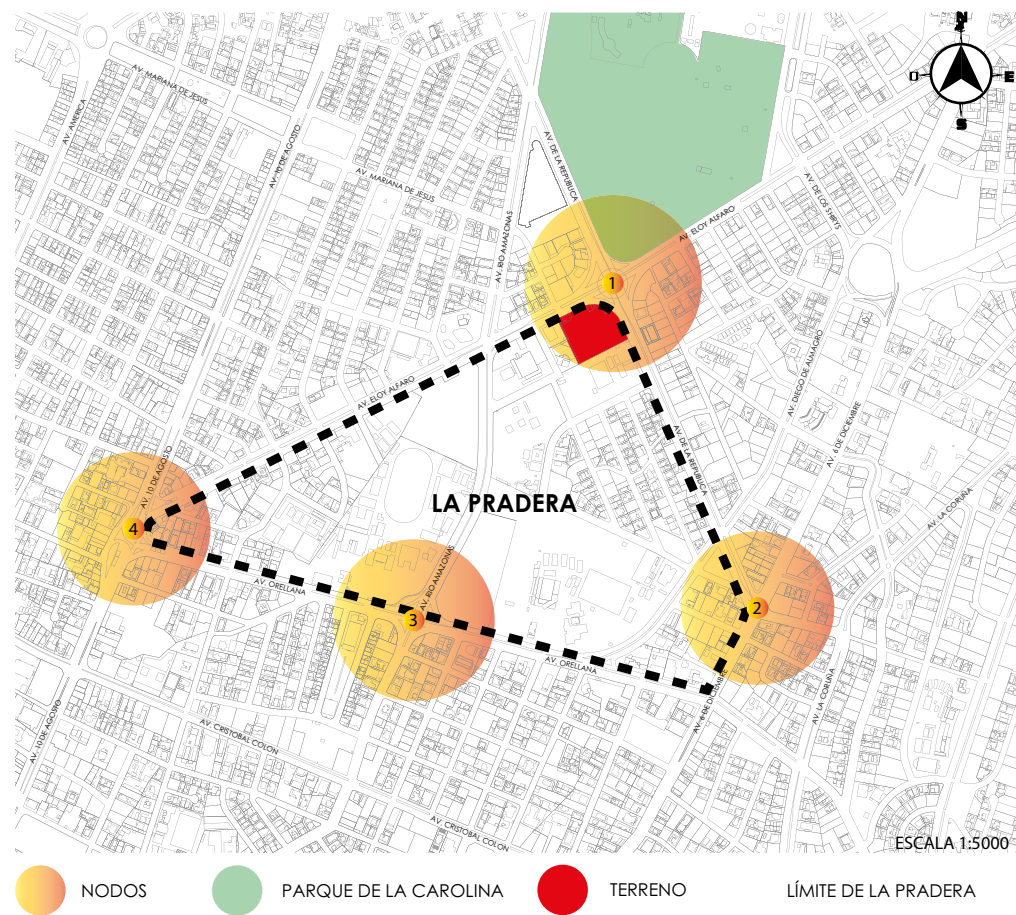 N
O
E
S
AV. MARIANA DE JESUS
AV. AMERICA
AV. 10 DE AGOSTO
AV. MARIANA DE JESUS
AV. DE LA REPUBLICA
AV. DE LOS SHIRYS
AV. RIO AMAZONAS
AV. ELOY ALFARO
1
AV. ELOY ALFARO
AV. DIEGO DE ALMAGRO
AV. 6 DE DICIEMBRE
AV. DE LA REPUBLICA
AV. 10 DE AGOSTO
LA PRADERA
AV. LA CORUÑA
4
AV. RIO AMAZONAS
AV. ORELLANA
3
2
AV. ORELLANA
AV. 6 DE DICIEMBRE
AV. LA CORUÑA
AV. 10 DE AGOSTO
AV. CRISTOBAL COLON
AV. CRISTOBAL COLON
ESCALA 1:5000
NODOS
PARQUE DE LA CAROLINA
TERRENO
LÍMITE DE LA PRADERA